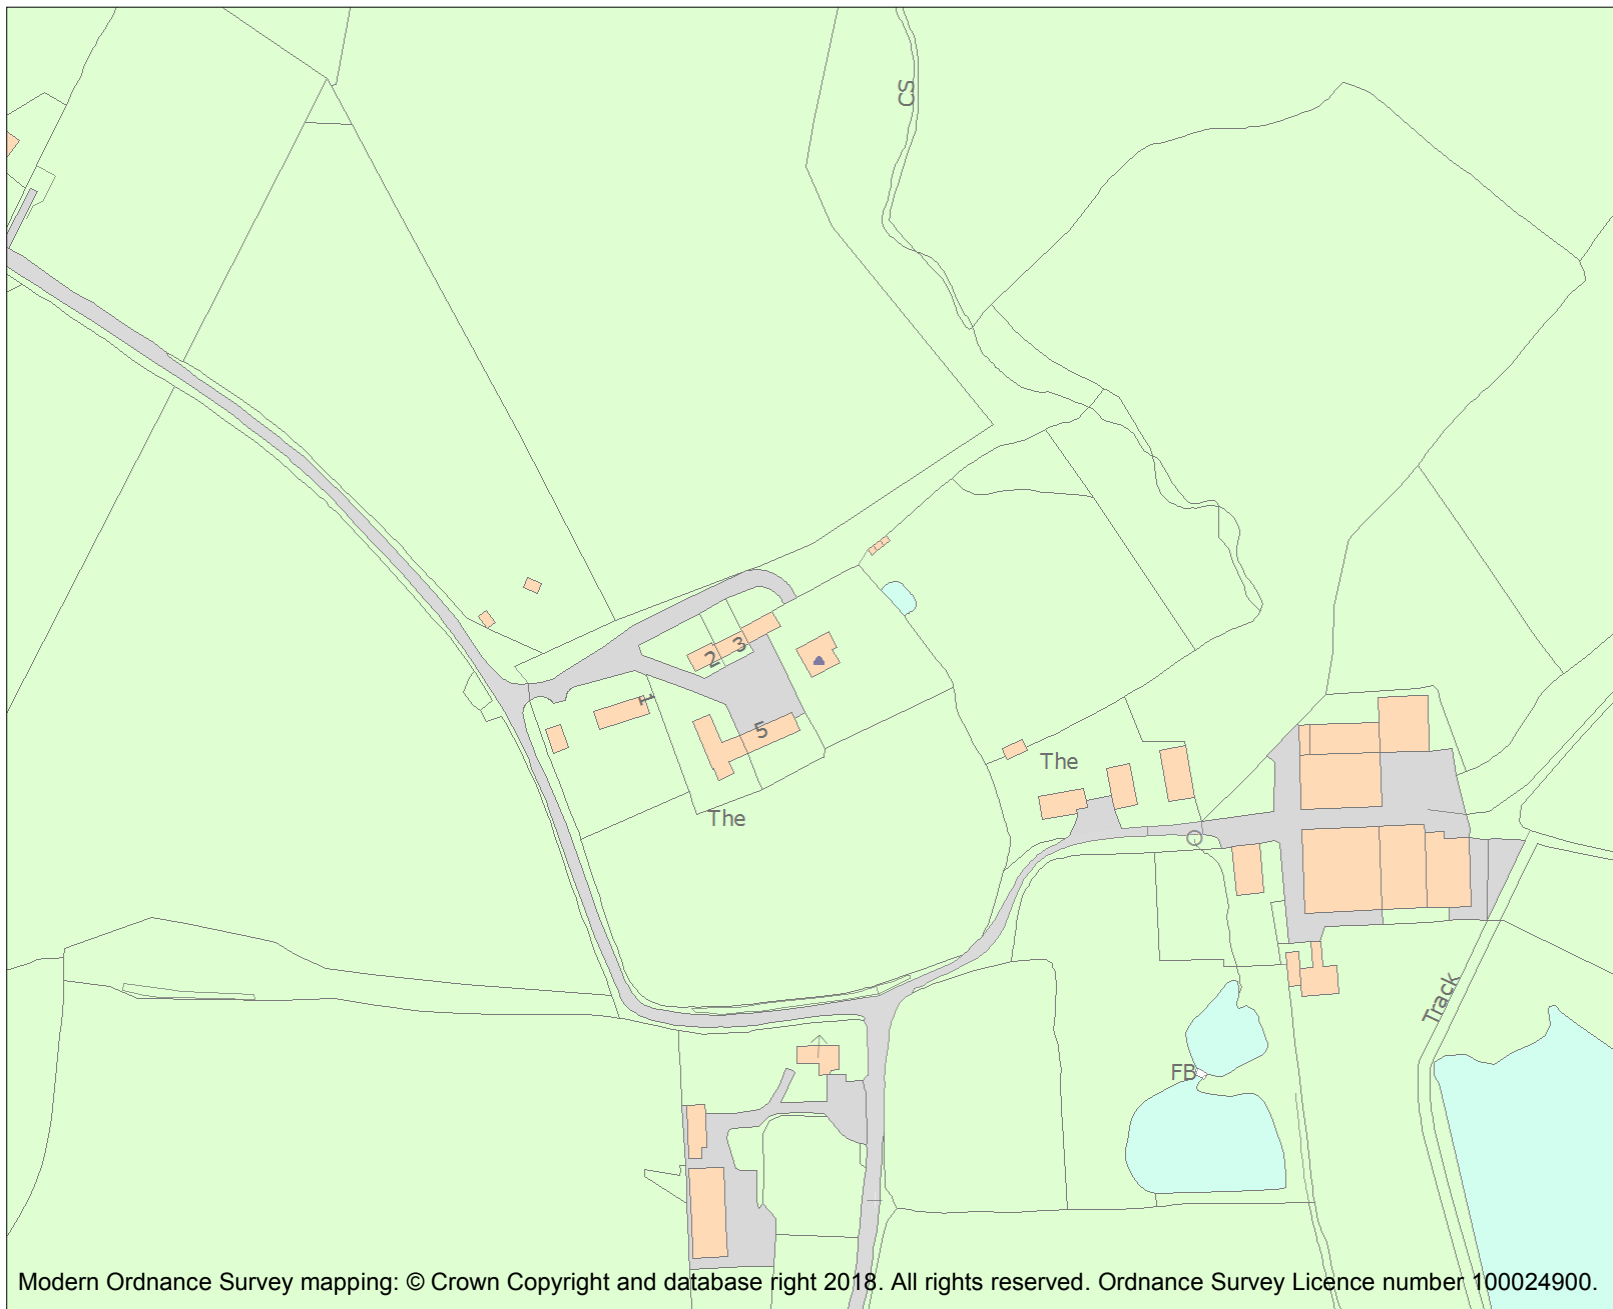 CS
3
2
1
5
The
The
Track
FB
Modern Ordnance Survey mapping: © Crown Copyright and database right 2018. All rights reserved. Ordnance Survey Licence number 100024900.